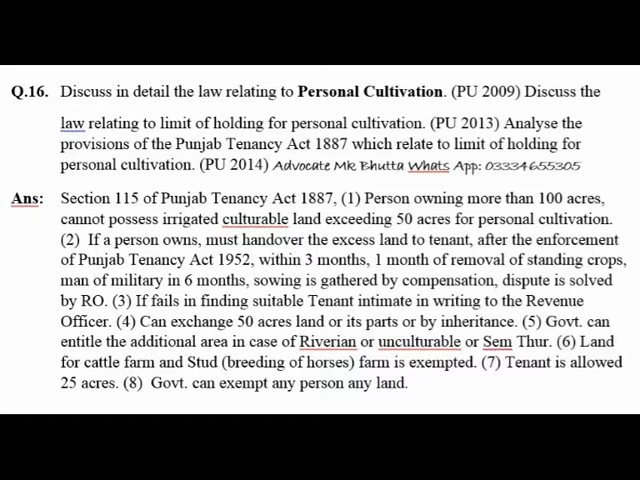 Q.16. Discuss in detail the law relating to Personal Cultivation. (PU 2009) Discuss the
law relating to limit of holding for personal cultivation. (PU 2013) Analyse the
provisions of the Punjab Tenancy Act 1887 which relate to limit of holding for
personal cultivation. (PU 2014) Advocate Mk Bhutta Whats App: 03334655305
Ans: Section 115 of Punjab Tenancy Act 1887, (1) Person owning more than 100 acres,
cannot possess irrigated culturable land exceeding 50 acres for personal cultivation.
(2) If a person owns, must handover the excess land to tenant, after the enforcement
of Punjab Tenancy Act 1952, within 3 months, 1 month of removal of standing crops,
man of military in 6 months, sowing is gathered by compensation, dispute is solved
by RO. (3) If fails in finding suitable Tenant intimate in writing to the Revenue
Officer. (4) Can exchange 50 acres land or its parts or by inheritance. (5) Govt. can
entitle the additional area in case of Riverian or unculturable or Sem Thur. (6) Land
for cattle farm and Stud (breeding of horses) farm is exempted. (7) Tenant is allowed
25 acres. (8) Govt. can exempt any person any land.